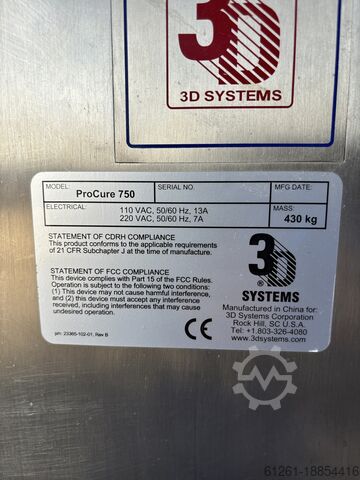 3D
3D SYSTEMS
MODEL:
ProCure 750
SERIAL NO.
MFG DATE:
ELECTRICAL:
110 VAC, 50/60 Hz, 13A
220 VAC, 50/60 Hz, 7A
MASS:
430 kg
STATEMENT OF CDRH COMPLIANCE
This product conforms to the applicable requirements
of 21 CFR Subchapter J at the time of manufacture.
STATEMENT OF FCC COMPLIANCE
This device complies with Part 15 of the FCC Rules.
Operation is subject to the following two conditions:
(1) This device may not cause harmful interference,
and (2) this device must accept any interference
received, including interference that may cause
undesired operation.
p/n: 23365-102-01, Rev B
CE
3D
®
SYSTEMS
Manufactured in China for:
3D Systems Corporation
Rock Hill, SC U.S.A.
Tel: +1.803-326-4080
www.3dsystems.com
61261-18854416